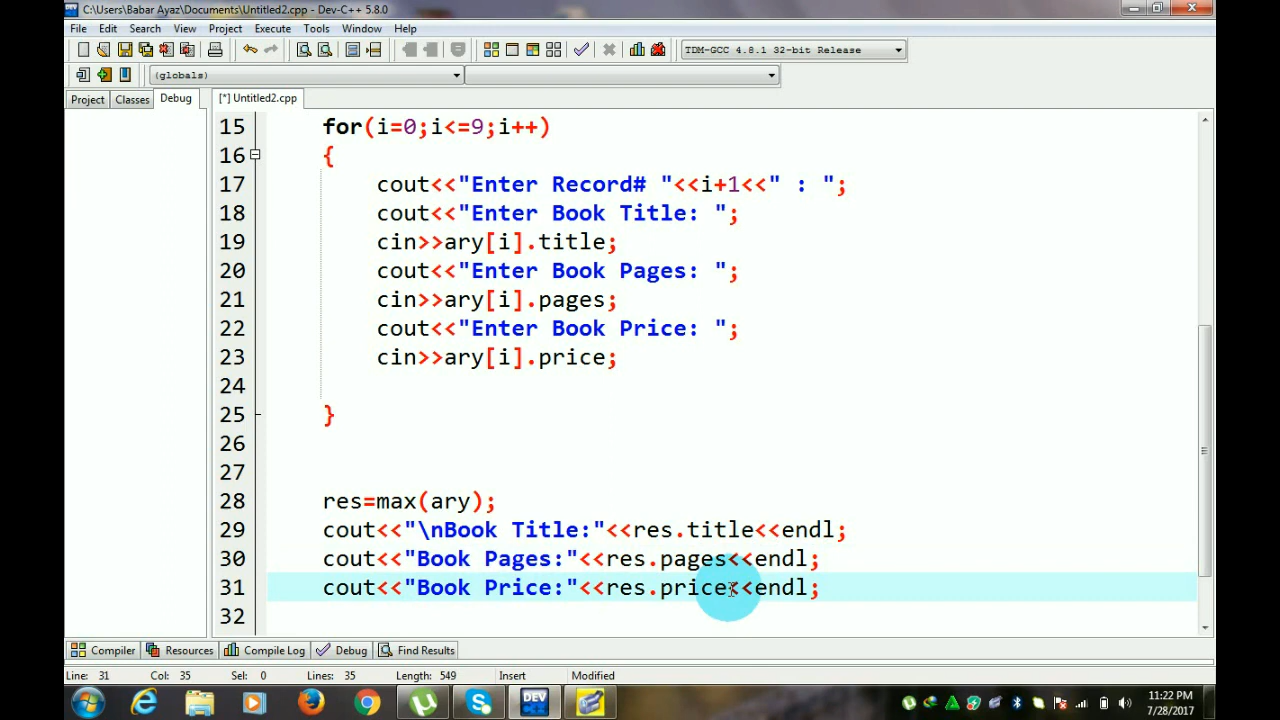 C:\Users\Babar Ayaz\Documents\Untitled2.cpp - Dev-C++ 5.8.0
File Edit Search View Project Execute Tools Window Help
TDM-GCC 4.8.1 32-bit Release
(globals)
Project Classes Debug [*] Untitled2.cpp
15 for(i=0;i<=9;i++)
16 {
17 cout<<"Enter Record# "<<i+1<<" : ";
18 cout<<"Enter Book Title: ";
19 cin>>ary[i].title;
20 cout<<"Enter Book Pages: ";
21 cin>>ary[i].pages;
22 cout<<"Enter Book Price: ";
23 cin>>ary[i].price;
24
25 }
26
27
28 res=max(ary);
29 cout<<"\nBook Title:"<<res.title<<endl;
30 cout<<"Book Pages:"<<res.pages<<endl;
31 cout<<"Book Price:"<<res.price<<endl;
32
Compiler Resources Compile Log Debug Find Results
Line: 31 Col: 35 Sel: 0 Lines: 35 Length: 549 Insert Modified
DEV
11:22 PM
7/28/2017